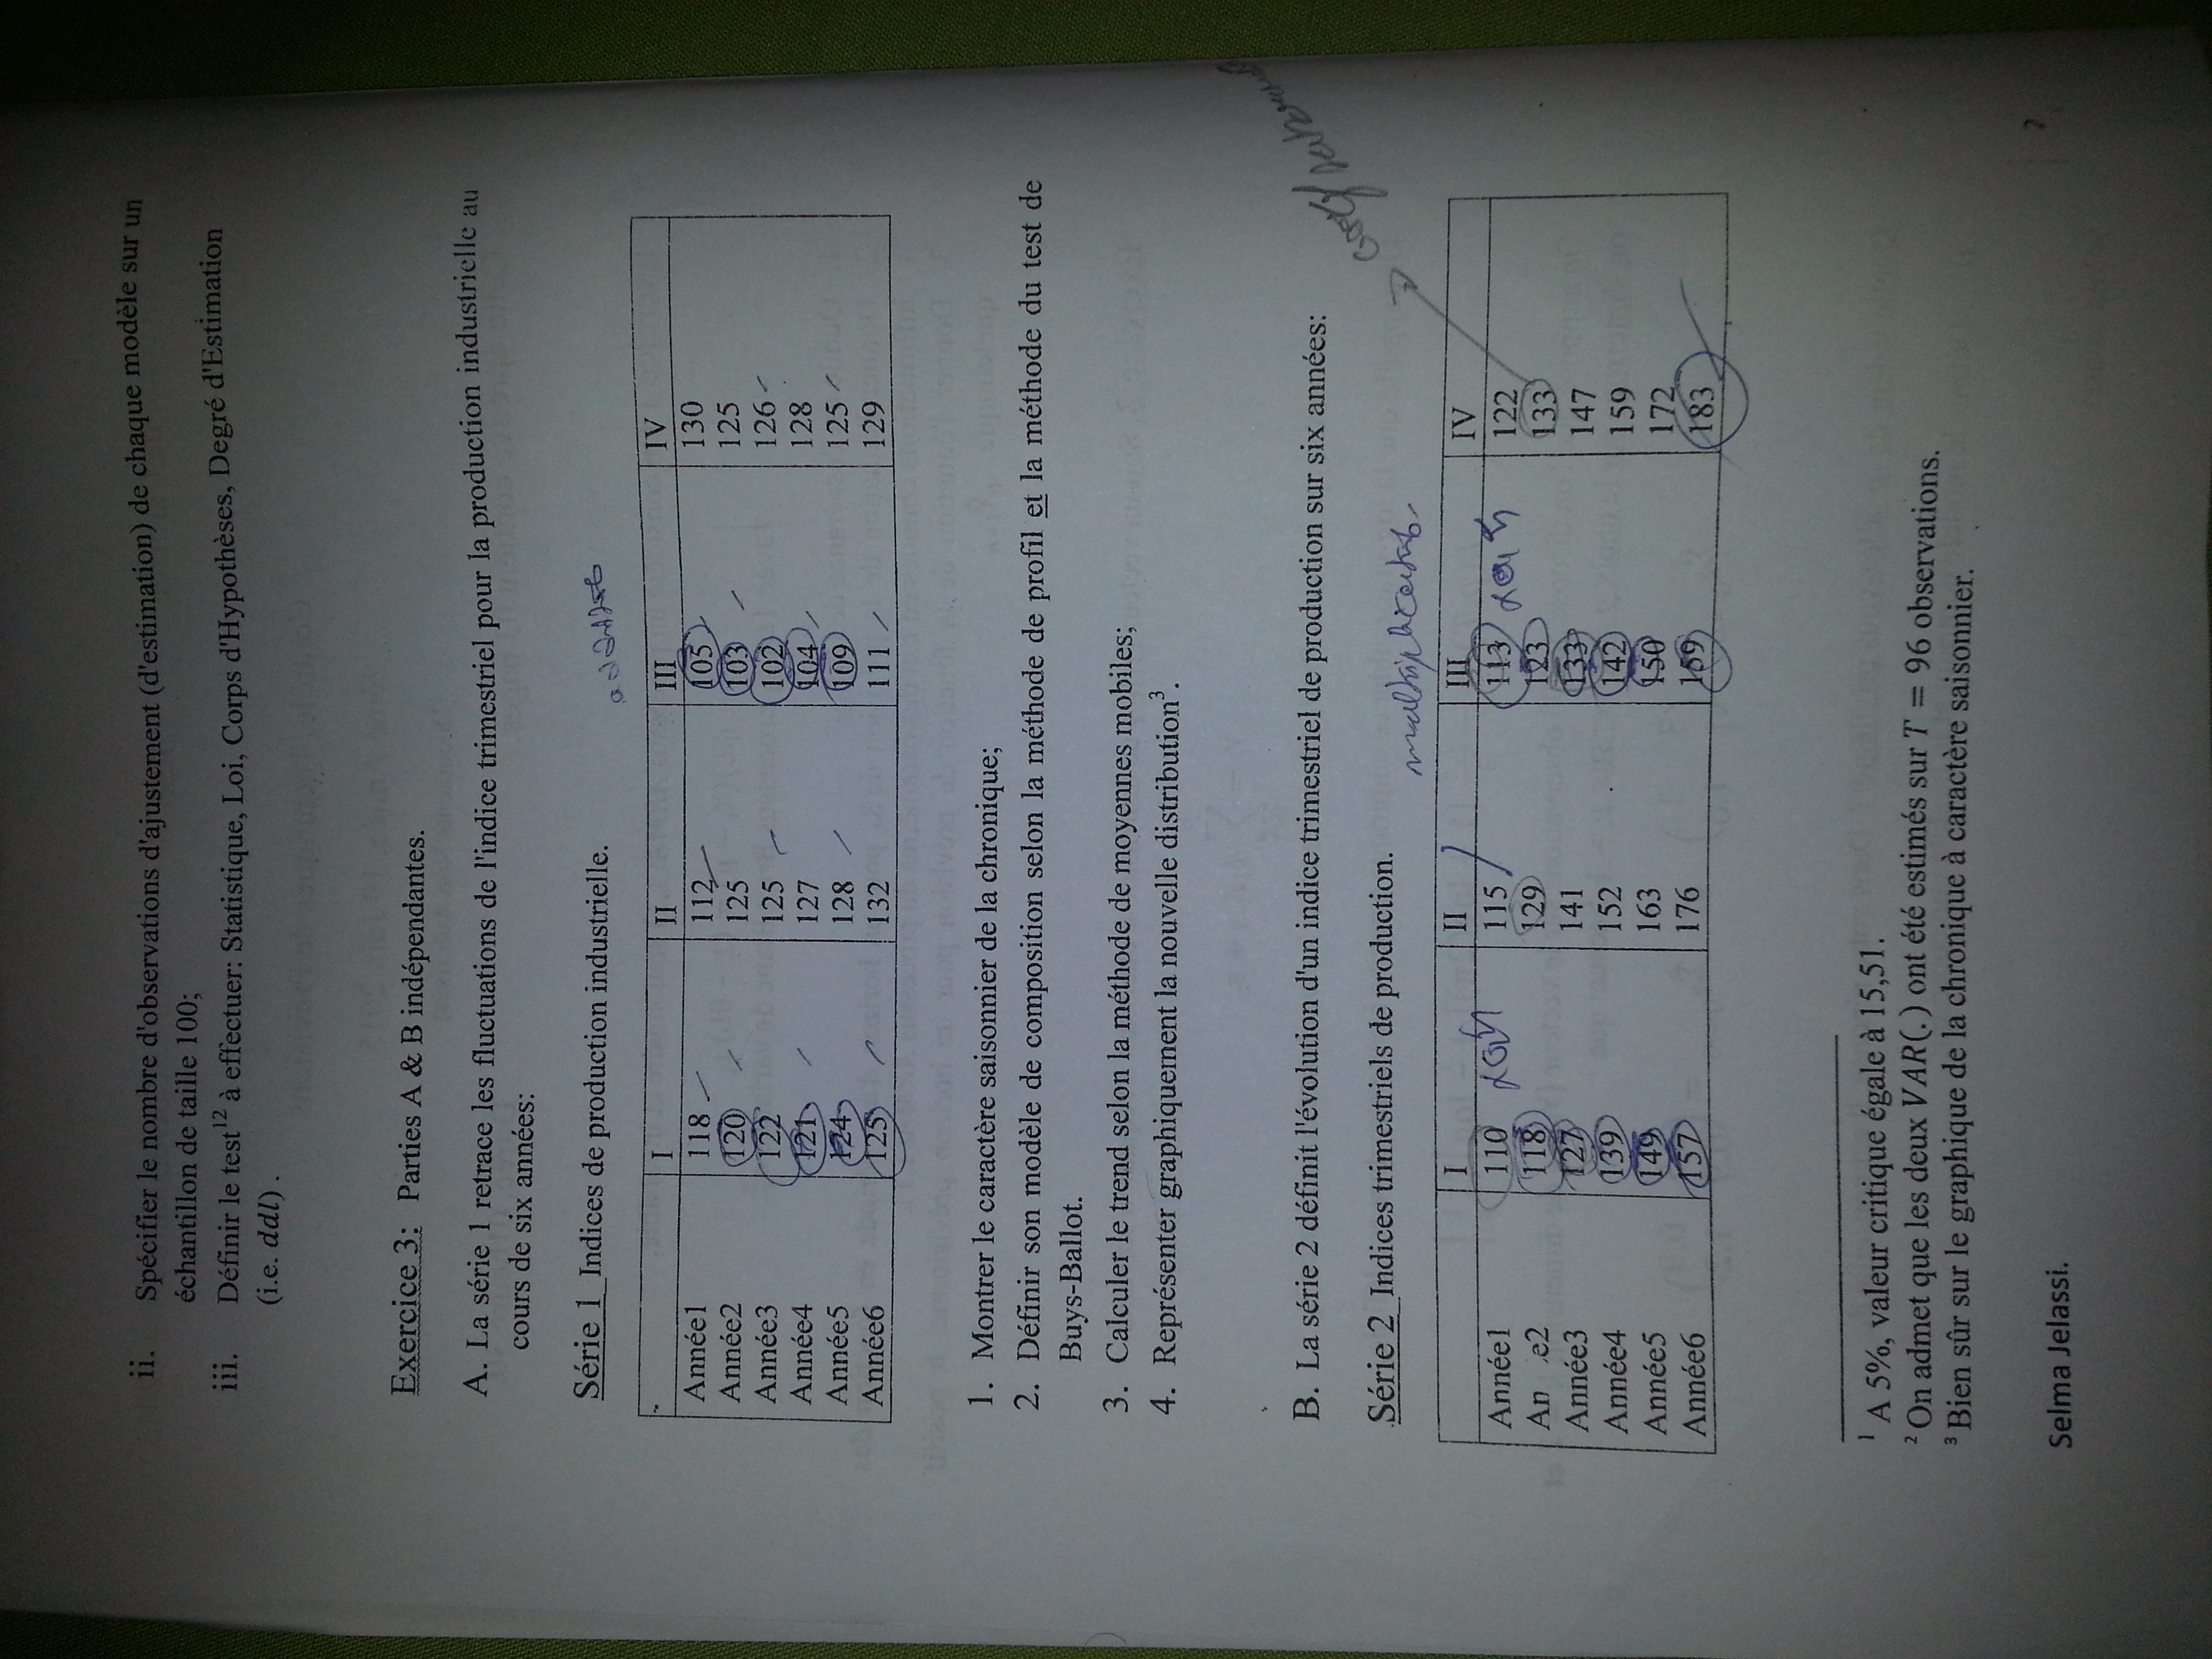 ii. Spécifier le nombre d'observations d'ajustement (d'estimation) de chaque modèle sur un
échantillon de taille 100;
iii. Définir le test12 à effectuer: Statistique, Loi, Corps d'Hypothèses, Degré d'Estimation
(i.e. ddl) .
Exercice 3: Parties A & B indépendantes.
A. La série 1 retrace les fluctuations de l'indice trimestriel pour la production industrielle au
cours de six années:
Série 1 Indices de production industrielle.
I II III IV
Année1 118 112 105 130
Année2 120 125 103 125
Année3 122 125 102 126
Année4 121 127 104 128
Année5 124 128 109 125
Année6 125 132 111 129
1. Montrer le caractère saisonnier de la chronique;
2. Définir son modèle de composition selon la méthode de profil et la méthode du test de
Buys-Ballot.
3. Calculer le trend selon la méthode de moyennes mobiles;
4. Représenter graphiquement la nouvelle distribution3.
B. La série 2 définit l'évolution d'un indice trimestriel de production sur six années:
Série 2 Indices trimestriels de production.
multiplicatif
I II III IV
Année1 110 115 113 122
An e2 118 129 123 133
Année3 127 141 133 147
Année4 139 152 142 159
Année5 149 163 150 172
Année6 157 176 159 183
1 A 5%, valeur critique égale à 15,51.
2 On admet que les deux VAR(.) ont été estimés sur T = 96 observations.
3 Bien sûr sur le graphique de la chronique à caractère saisonnier.
Selma Jelassi.